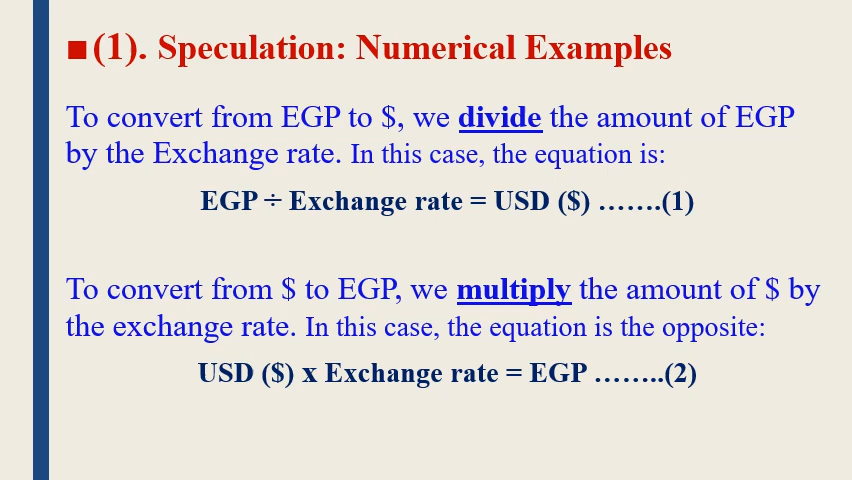 ■(1). Speculation: Numerical Examples
To convert from EGP to $, we divide the amount of EGP
by the Exchange rate. In this case, the equation is:
EGP ÷ Exchange rate = USD ($) …….(1)
To convert from $ to EGP, we multiply the amount of $ by
the exchange rate. In this case, the equation is the opposite:
USD ($) x Exchange rate = EGP ……..(2)